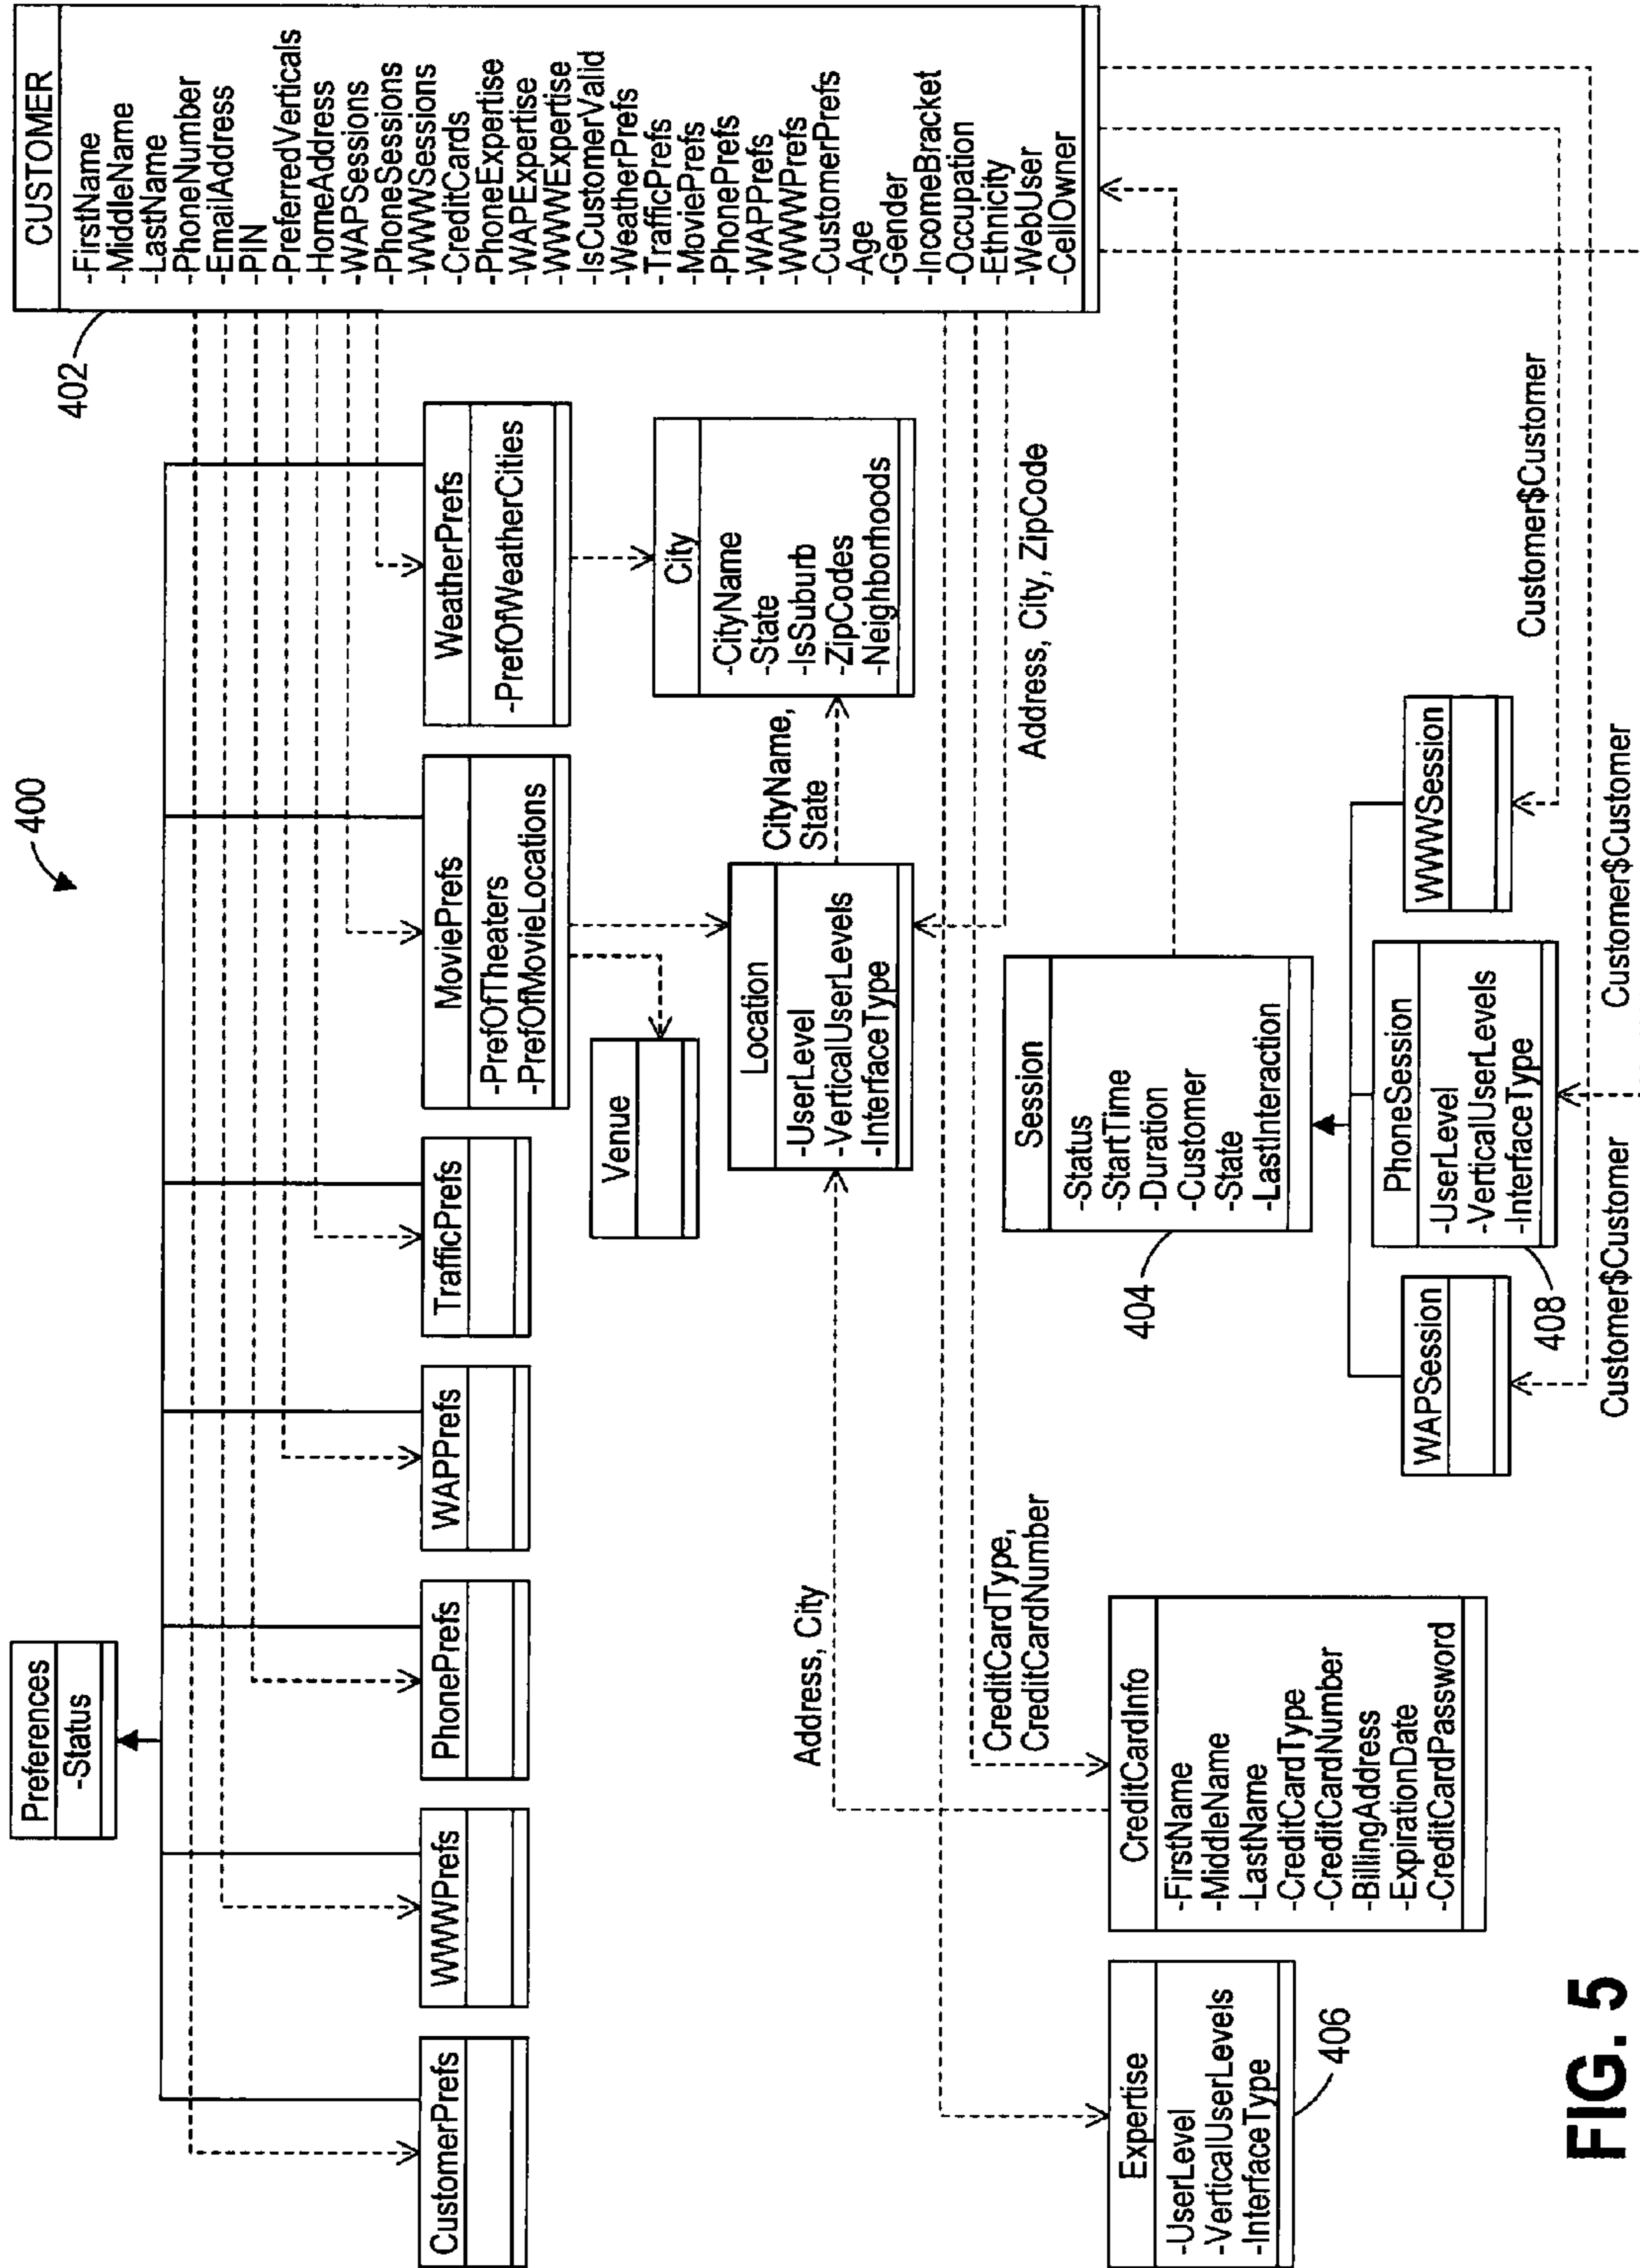 400
Preferences
-Status
CustomerPrefs
WWWPrefs
PhonePrefs
WAPPrefs
TrafficPrefs
MoviePrefs
-PrefOfTheaters
-PrefOfMovieLocations
WeatherPrefs
-PrefOfWeatherCities
402
CUSTOMER
-FirstName
-MiddleName
-LastName
-PhoneNumber
-EmailAddress
-PIN
-PreferredVerticals
-HomeAddress
-WAPSessions
-PhoneSessions
-WWWSessions
-CreditCards
-PhoneExpertise
-WAPExpertise
-WWWExpertise
-IsCustomerValid
-WeatherPrefs
-TrafficPrefs
-MoviePrefs
-PhonePrefs
-WAPPrefs
-WWWPrefs
-CustomerPrefs
-Age
-Gender
-IncomeBracket
-Occupation
-Ethnicity
-WebUser
-CellOwner
Venue
City
-CityName
-State
-IsSuburb
-ZipCodes
-Neighborhoods
Location
-UserLevel
-VerticalUserLevels
-InterfaceType
CityName,
State
Address, City
Address, City, ZipCode
CreditCardType,
CreditCardNumber
Expertise
-UserLevel
-VerticalUserLevels
-InterfaceType
406
CreditCardInfo
-FirstName
-MiddleName
-LastName
-CreditCardType
-CreditCardNumber
-BillingAddress
-ExpirationDate
-CreditCardPassword
Session
-Status
-StartTime
-Duration
-Customer
-State
-LastInteraction
404
WAPSession
PhoneSession
-UserLevel
-VerticalUserLevels
-InterfaceType
408
WWWSession
Customer$Customer
Customer$Customer
Customer$Customer
FIG. 5